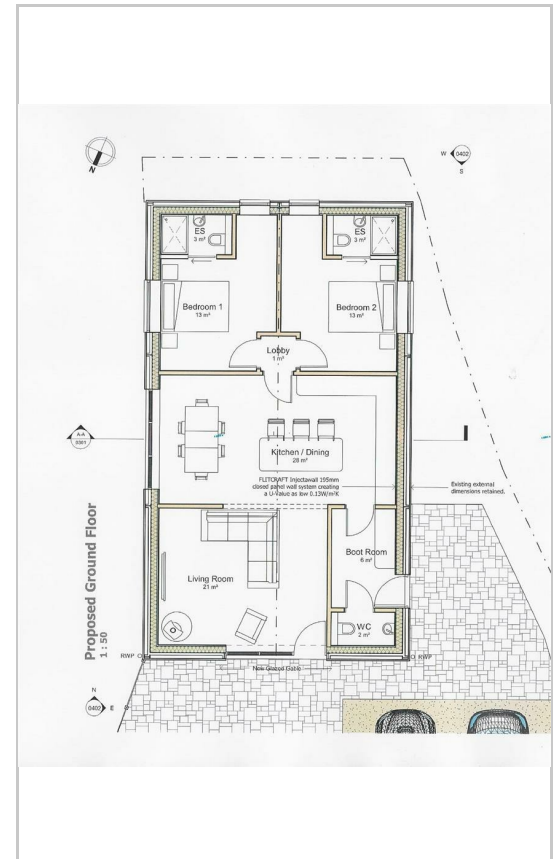 N
W 0402
S
ES
3 m²
ES
3 m²
Bedroom 1
13 m²
Bedroom 2
13 m²
Lobby
1 m²
A-A
0301
Kitchen / Dining
28 m²
FLITCRAFT Injectawall 195mm
closed panel wall system creating
a U-Value as low 0.13W/m²K
Existing external
dimensions retained.
Boot Room
6 m²
Living Room
21 m²
WC
2 m²
RWP
RWP
New Glazed Gable
Proposed Ground Floor
1 : 50
N
0402 E